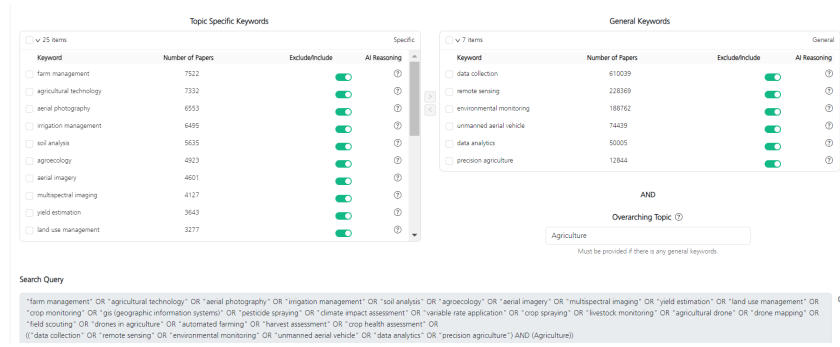 Topic Specific Keywords
General Keywords
25 items
Specific
Keyword Number of Papers Exclude/Include AI Reasoning
farm management 7522
agricultural technology 7332
aerial photography 6553
irrigation management 6495
soil analysis 5635
agroecology 4923
aerial imagery 4601
multispectral imaging 4127
yield estimation 3643
land use management 3277
7 items
General
Keyword Number of Papers Exclude/Include AI Reasoning
data collection 610039
remote sensing 228369
environmental monitoring 188762
unmanned aerial vehicle 74439
data analytics 50005
precision agriculture 12844
AND
Overarching Topic
Agriculture
Must be provided if there is any general keywords.
Search Query
"farm management" OR "agricultural technology" OR "aerial photography" OR "irrigation management" OR "soil analysis" OR "agroecology" OR "aerial imagery" OR "multispectral imaging" OR "yield estimation" OR "land use management" OR
"crop monitoring" OR "gis (geographic information systems)" OR "pesticide spraying" OR "climate impact assessment" OR "variable rate application" OR "crop spraying" OR "livestock monitoring" OR "agricultural drone" OR "drone mapping" OR
"field scouting" OR "drones in agriculture" OR "automated farming" OR "harvest assessment" OR "crop health assessment" OR
(("data collection" OR "remote sensing" OR "environmental monitoring" OR "unmanned aerial vehicle" OR "data analytics" OR "precision agriculture") AND (Agriculture))